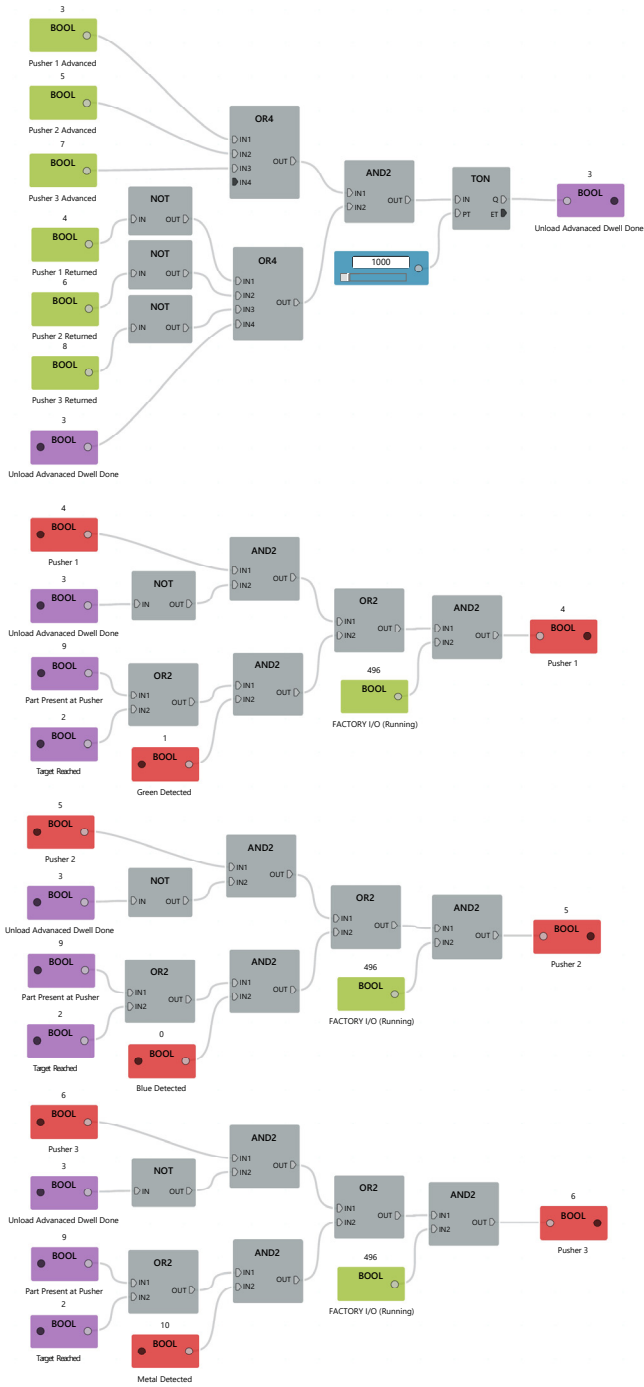 3
BOOL
Pusher 1 Advanced
5
BOOL
Pusher 2 Advanced
7
BOOL
Pusher 3 Advanced
OR4
IN1
IN2
IN3
IN4
OUT
AND2
IN1
IN2
OUT
TON
IN
PT
Q
ET
3
BOOL
Unload Advanaced Dwell Done
1000
4
BOOL
Pusher 1 Returned
6
BOOL
Pusher 2 Returned
8
BOOL
Pusher 3 Returned
NOT
IN OUT
NOT
IN OUT
NOT
IN OUT
OR4
IN1
IN2
IN3
IN4
OUT
3
BOOL
Unload Advanaced Dwell Done
4
BOOL
Pusher 1
3
BOOL
Unload Advanaced Dwell Done
NOT
IN OUT
AND2
IN1
IN2
OUT
9
BOOL
Part Present at Pusher
2
BOOL
Target Reached
OR2
IN1
IN2
OUT
1
BOOL
Green Detected
AND2
IN1
IN2
OUT
OR2
IN1
IN2
OUT
496
BOOL
FACTORY I/O (Running)
AND2
IN1
IN2
OUT
4
BOOL
Pusher 1
5
BOOL
Pusher 2
3
BOOL
Unload Advanaced Dwell Done
NOT
IN OUT
AND2
IN1
IN2
OUT
9
BOOL
Part Present at Pusher
2
BOOL
Target Reached
OR2
IN1
IN2
OUT
0
BOOL
Blue Detected
AND2
IN1
IN2
OUT
OR2
IN1
IN2
OUT
496
BOOL
FACTORY I/O (Running)
AND2
IN1
IN2
OUT
5
BOOL
Pusher 2
6
BOOL
Pusher 3
3
BOOL
Unload Advanaced Dwell Done
NOT
IN OUT
AND2
IN1
IN2
OUT
9
BOOL
Part Present at Pusher
2
BOOL
Target Reached
OR2
IN1
IN2
OUT
10
BOOL
Metal Detected
AND2
IN1
IN2
OUT
OR2
IN1
IN2
OUT
496
BOOL
FACTORY I/O (Running)
AND2
IN1
IN2
OUT
6
BOOL
Pusher 3